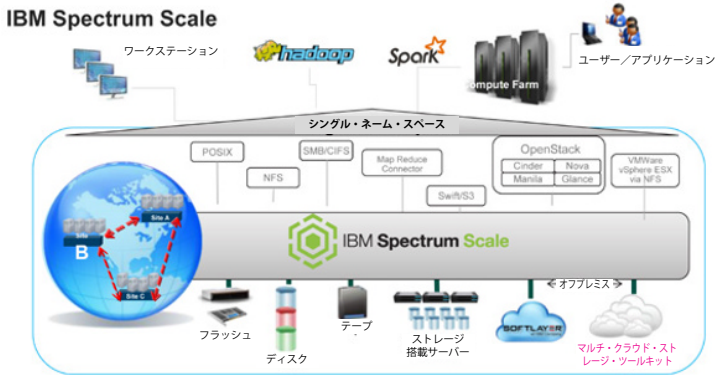 IBM Spectrum Scale
ワークステーション
hadoop
Spark
Compute Farm
ユーザー／アプリケーション
シングル・ネーム・スペース
POSIX
NFS
SMB/CIFS
Map Reduce
Connector
Swift/S3
OpenStack
Cinder
Nova
Manila
Glance
VMWare
vSphere ESX
via NFS
Site A
Site
B
Site C
IBM Spectrum Scale
フラッシュ
ディスク
テープ
ストレージ
搭載サーバー
オフプレミス
SOFTLAYER
マルチ・クラウド・スト
レージ・ツールキット